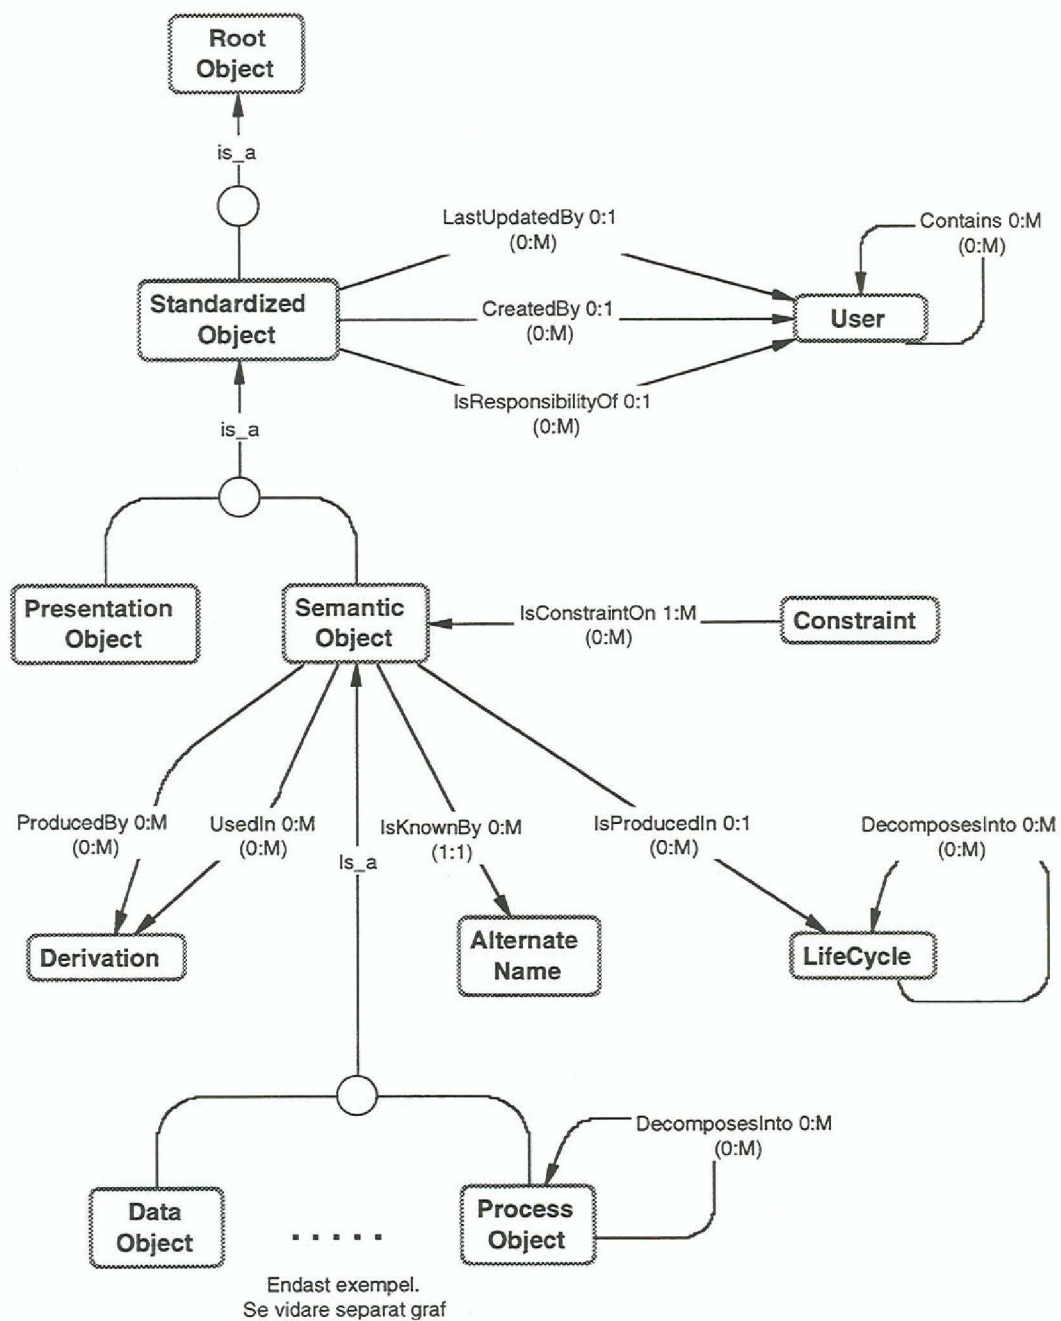 Root
Object
is_a
LastUpdatedBy 0:1
(0:M)
Contains 0:M
(0:M)
Standardized
Object
CreatedBy 0:1
(0:M)
User
IsResponsibilityOf 0:1
(0:M)
is_a
Presentation
Object
Semantic
Object
IsConstraintOn 1:M
(0:M)
Constraint
ProducedBy 0:M
(0:M)
UsedIn 0:M
(0:M)
IsKnownBy 0:M
(1:1)
IsProducedIn 0:1
(0:M)
DecomposesInto 0:M
(0:M)
Is_a
Derivation
Alternate
Name
LifeCycle
DecomposesInto 0:M
(0:M)
Data
Object
.....
Process
Object
Endast exempel.
Se vidare separat graf